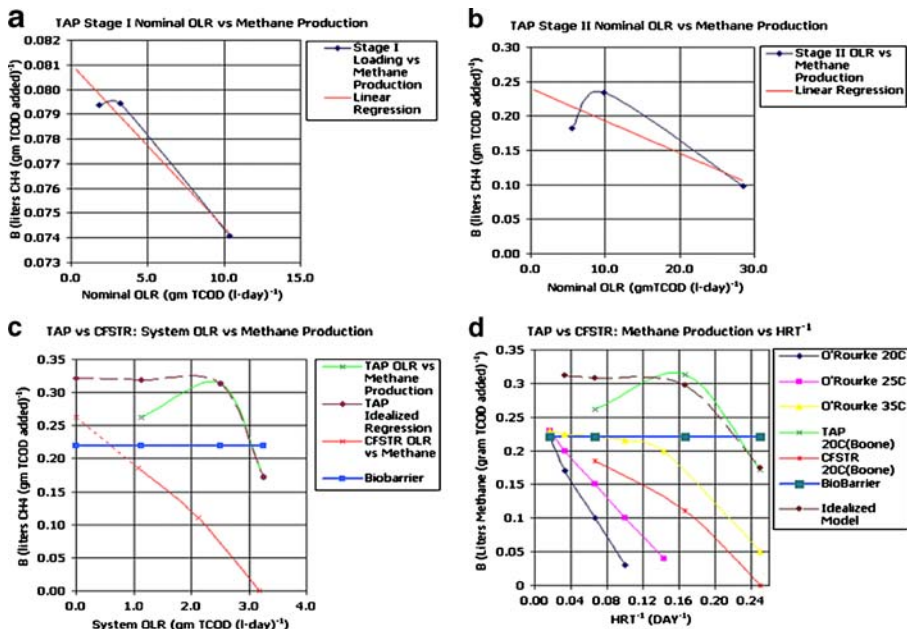 a
TAP Stage I Nominal OLR vs Methane Production
B (liters CH4 (gm TCOD added)-1)
0.082
0.081
0.080
0.079
0.078
0.077
0.076
0.075
0.074
0.073
0.0
5.0
10.0
15.0
Nominal OLR (gm TCOD (l-day)-1)
Stage I
Loading vs
Methane
Production
Linear
Regression
b
TAP Stage II Nominal OLR vs Methane Production
B (liters CH4 (gm TCOD added)-1)
0.30
0.25
0.20
0.15
0.10
0.05
0.00
0.0
10.0
20.0
30.0
Nominal OLR (gmTCOD (l-day)-1)
Stage II OLR
vs Methane
Production
Linear Regression
c
TAP vs CFSTR: System OLR vs Methane Production
B (liters CH4 (gm TCOD added)-1)
0.35
0.30
0.25
0.20
0.15
0.10
0.05
0.00
0.0
1.0
2.0
3.0
4.0
System OLR (gm TCOD (l-day)-1)
TAP OLR vs
Methane
Production
TAP
Idealized
Regression
CFSTR OLR
vs Methane
Biobarrier
d
TAP vs CFSTR: Methane Production vs HRT-1
B (Liters Methane (gram TCOD added)-1)
0.35
0.30
0.25
0.20
0.15
0.10
0.05
0
0.00
0.04
0.08
0.12
0.16
0.20
0.24
HRT-1 (DAY-1)
O'Rourke 20C
O'Rourke 25C
O'Rourke 35C
TAP
20C(Boone)
CFSTR
20C(Boone)
BioBarrier
Idealized
Model